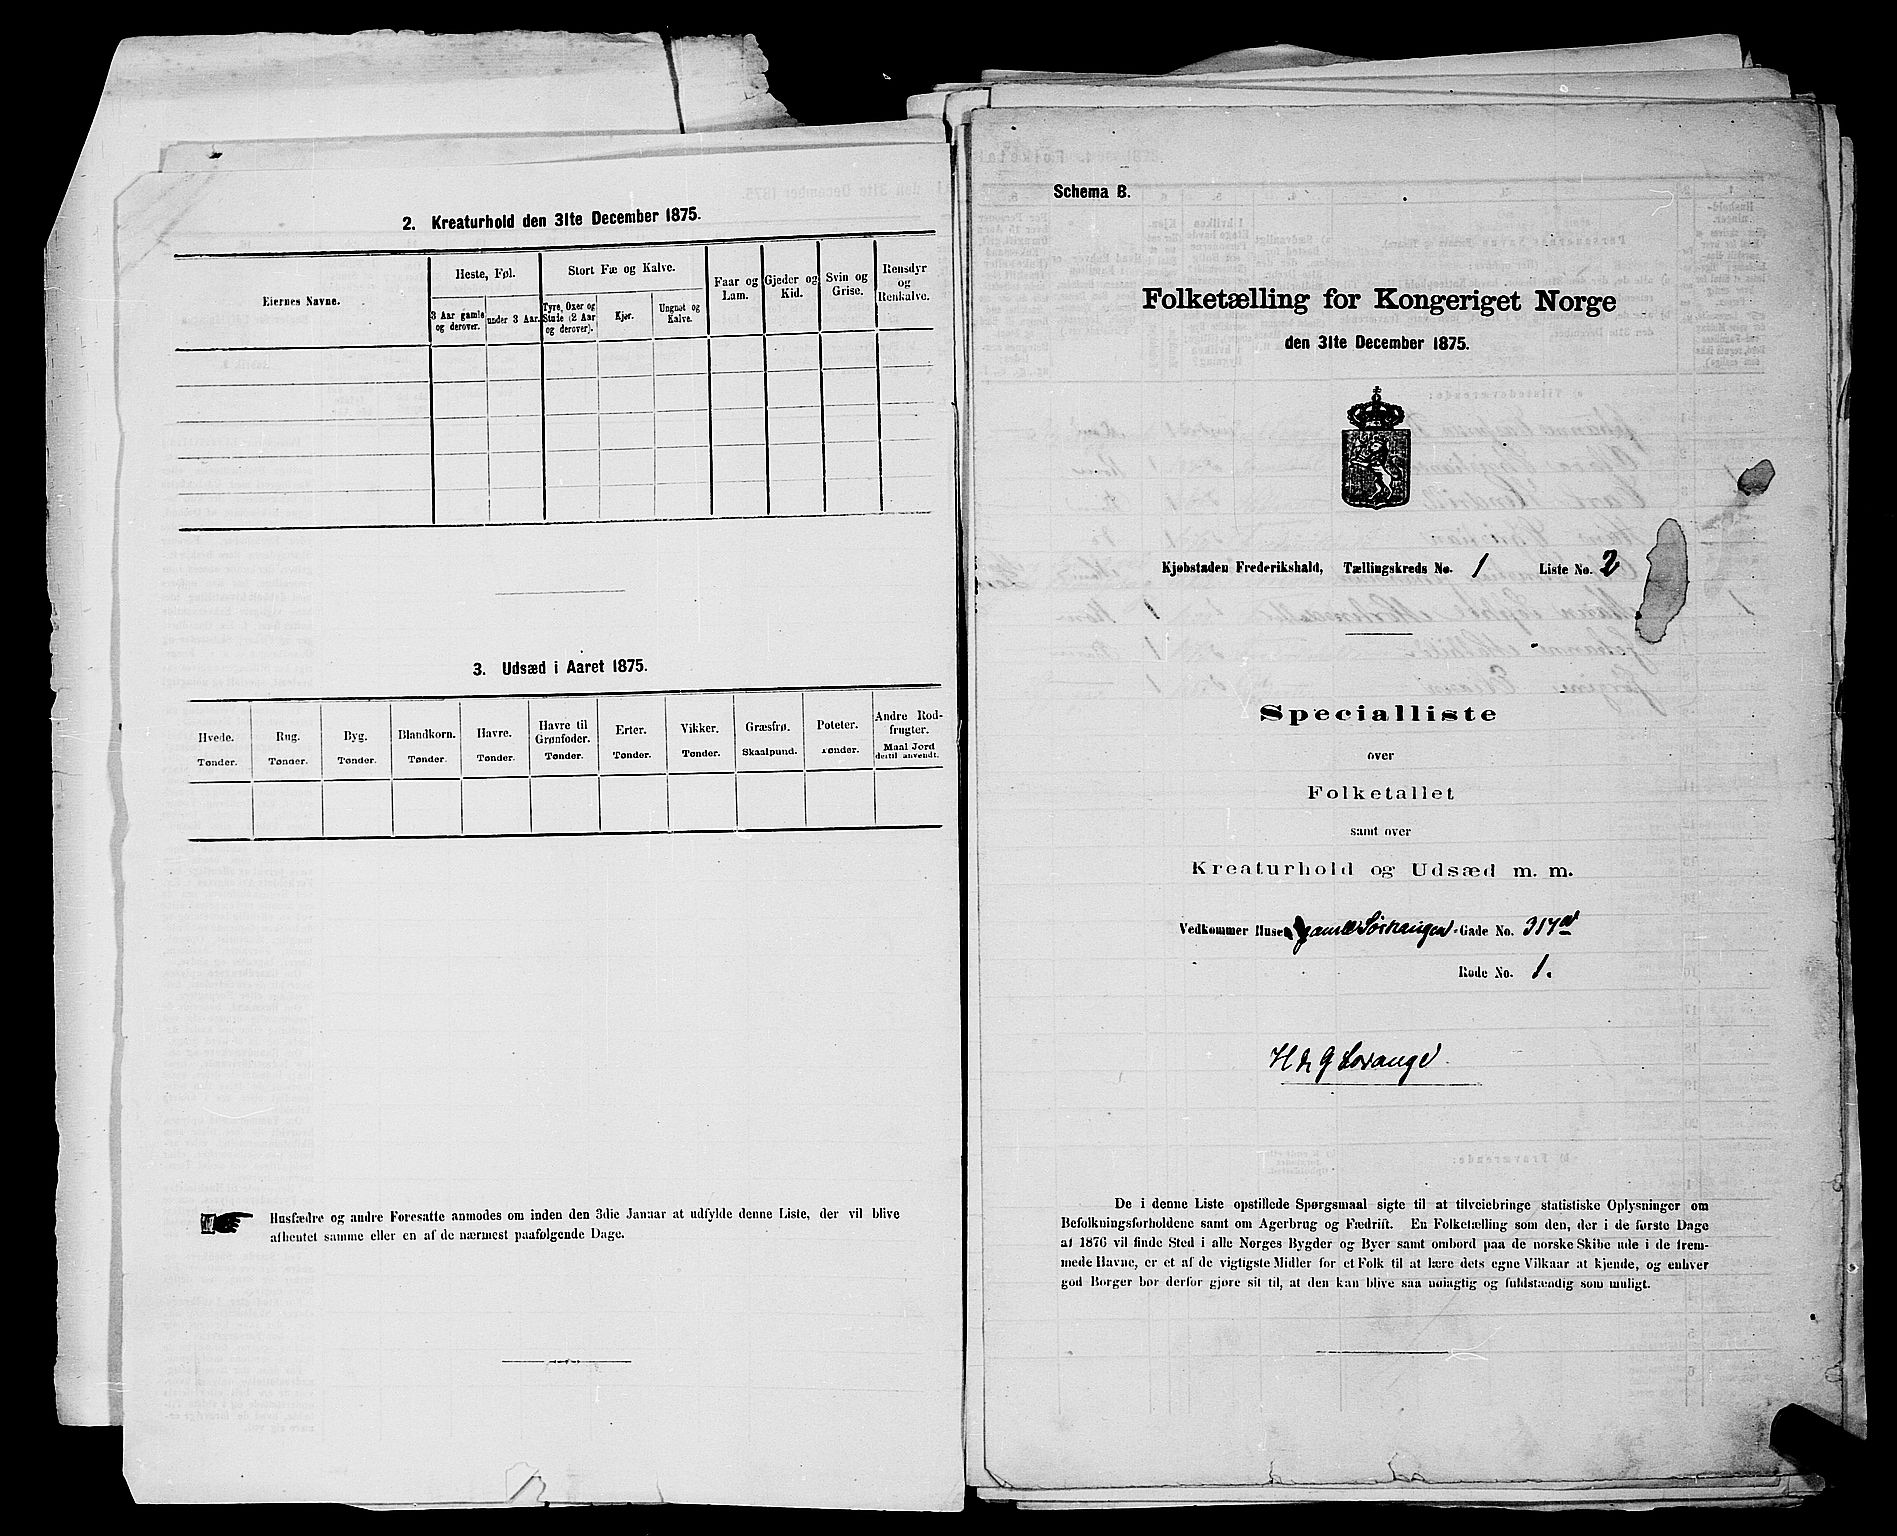 2. Kreaturhold den 31te December 1875.
Eiernes Navne.
Heste, Føl.
3 Aar gamle og derover.
under 3 Aar.
Stort Fæ og Kalve.
Tyre, Oxer og Stude (2 Aar og derover).
Kjør.
Ungnøt og Kalve.
Faar og Lam.
Gjeder og Kid.
Svin og Grise.
Rensdyr og Renkalve.
3. Udsæd i Aaret 1875.
Hvede. Tønder.
Rug. Tønder.
Byg. Tønder.
Blandkorn. Tønder.
Havre. Tønder.
Havre til Grønfoder. Tønder.
Erter. Tønder.
Vikker. Tønder.
Græsfrø. Skaalpund.
Poteter. Tønder.
Andre Rodfrugter. Maal Jord dertil anvendt.
Husfædre og andre Foresatte anmodes om inden den 3die Januar at udfylde denne Liste, der vil blive
afhentet samme eller en af de nærmest paafølgende Dage.
Schema B.
Folketælling for Kongeriget Norge
den 31te December 1875.
Kjøbstaden Frederikshald, Tællingskreds No. 1 Liste No. 2
Specialliste
over
Folketallet
samt over
Kreaturhold og Udsæd m. m.
Vedkommer Huset Gade No. 317a
Rode No. 1.
De i denne Liste opstillede Spørgsmaal sigte til at tilveiebringe statistiske Oplysninger om
Befolkningsforholdene samt om Agerbrug og Fædrift. En Folketælling som den, der i de første Dage
af 1876 vil finde Sted i alle Norges Bygder og Byer samt ombord paa de norske Skibe ude i de frem-
mede Havne, er et af de vigtigste Midler for et Folk til at lære dets egne Vilkaar at kjende, og enhver
god Borger bør derfor gjøre sit til, at den kan blive saa nøiagtig og fuldstændig som muligt.